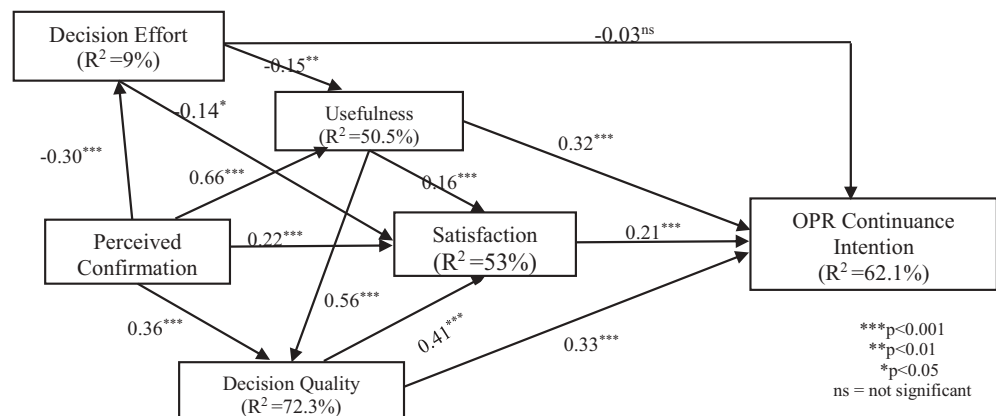 Decision Effort
(R² =9%)
-0.03ns
-0.15**
Usefulness
(R² =50.5%)
-0.14*
-0.30***
0.66***
0.16***
0.32***
Perceived
Confirmation
0.22***
Satisfaction
(R² =53%)
0.21***
OPR Continuance
Intention
(R² =62.1%)
0.36***
0.56***
0.41***
0.33***
Decision Quality
(R² =72.3%)
***p<0.001
**p<0.01
*p<0.05
ns = not significant